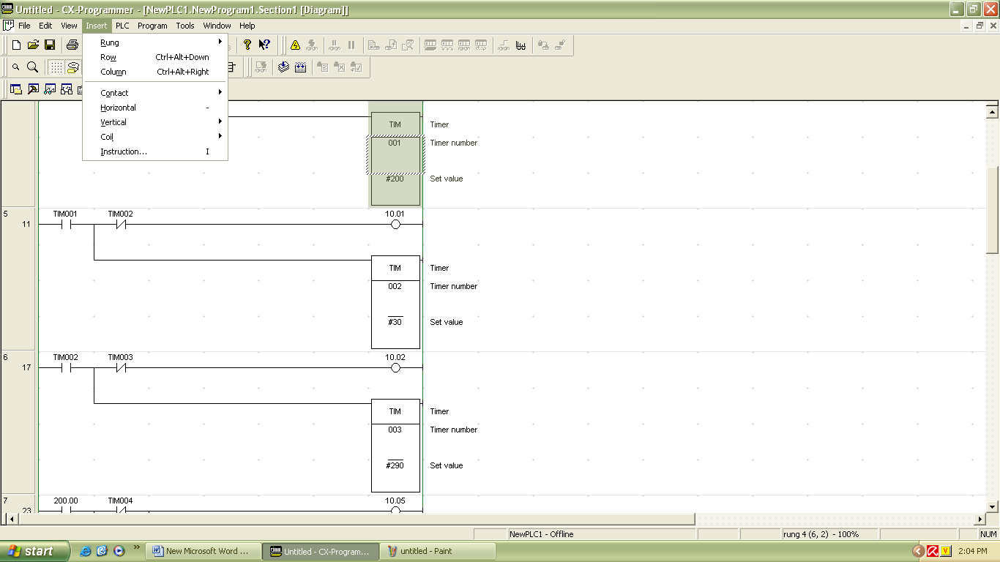 Untitled - CX-Programmer - [NewPLC1.NewProgram1.Section1 [Diagram]]
File Edit View Insert PLC Program Tools Window Help
Rung
Row Ctrl+Alt+Down
Column Ctrl+Alt+Right
Contact
Horizontal -
Vertical
Coil
Instruction... I
TIM Timer
001 Timer number
#200 Set value
5 TIM001 TIM002 10.01
11
TIM Timer
002 Timer number
#30 Set value
6 TIM002 TIM003 10.02
17
TIM Timer
003 Timer number
#290 Set value
7 200.00 TIM004 10.05
23
NewPLC1 - Offline rung 4 (6, 2) - 100% NUM
start New Microsoft Word ... Untitled - CX-Program... untitled - Paint 2:04 PM